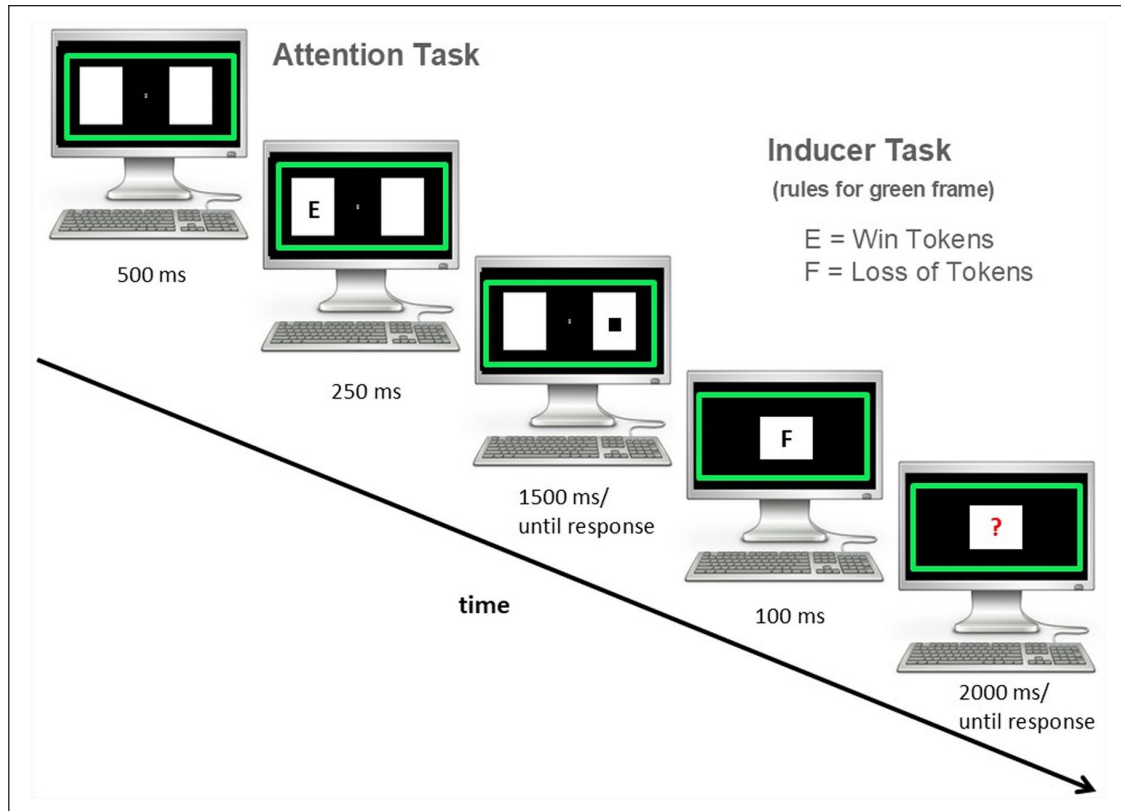 Attention Task
500 ms
E
250 ms
Inducer Task
(rules for green frame)
E = Win Tokens
F = Loss of Tokens
1500 ms/
until response
F
100 ms
?
2000 ms/
until response
time